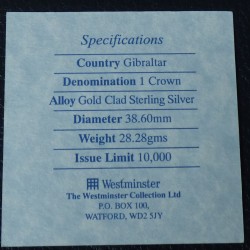 Specifications
Country Gibraltar
Denomination 1 Crown
Alloy Gold Clad Sterling Silver
Diameter 38.60mm
Weight 28.28gms
Issue Limit 10,000
Westminster
The Westminster Collection Ltd
P.O. BOX 100,
WATFORD, WD2 5JY